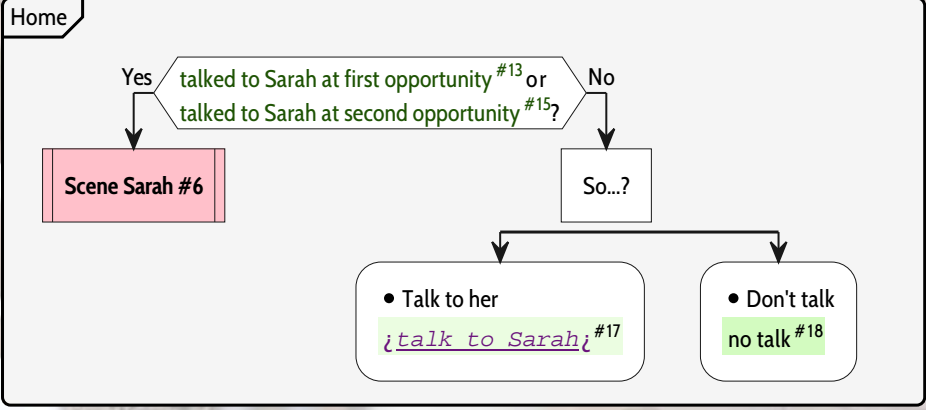 Home
Yes
talked to Sarah at first opportunity #13 or
talked to Sarah at second opportunity #15?
No
Scene Sarah #6
So...?
• Talk to her
¿talk to Sarah¿ #17
• Don't talk
no talk #18